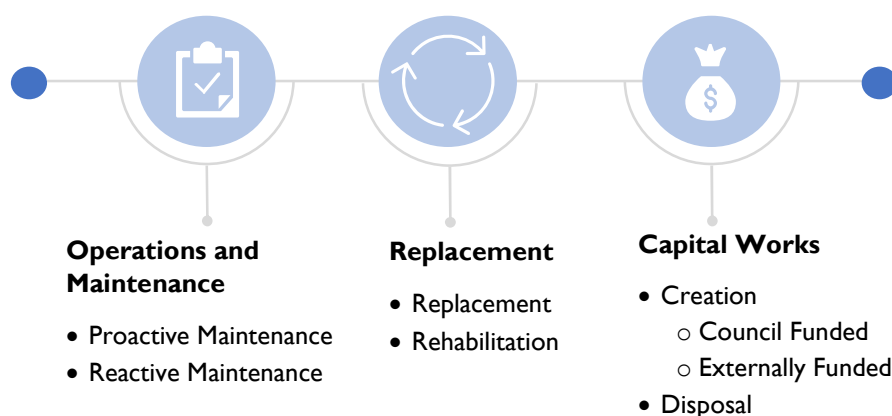 $
Operations and
Maintenance
• Proactive Maintenance
• Reactive Maintenance
Replacement
• Replacement
• Rehabilitation
Capital Works
• Creation
o Council Funded
o Externally Funded
• Disposal